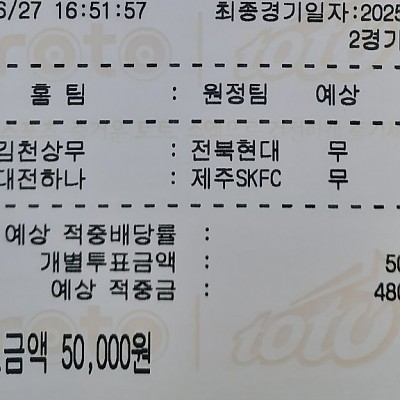 6/27 16:51:57 최종경기일자:2025
2경기
홈 팀 : 원정팀 예상
김천상무 : 전북현대 무
대전하나 : 제주SKFC 무
예상 적중배당률 :
개별투표금액 : 50
예상 적중금 : 480
금액 50,000원